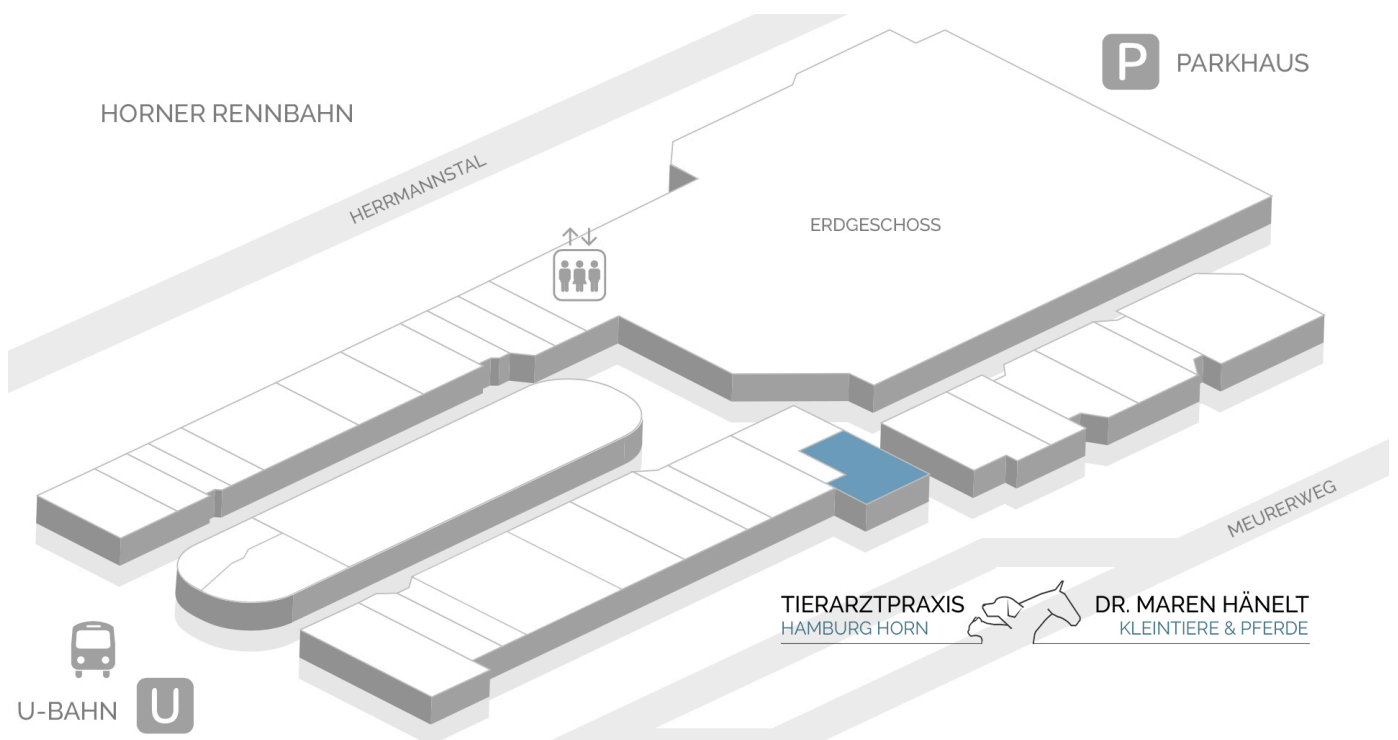 P PARKHAUS
HORNER RENNBAHN
HERRMANNSTAL
ERDGESCHOSS
MEURERWEG
TIERARZTPRAXIS
HAMBURG HORN
DR. MAREN HÄNELT
KLEINTIERE & PFERDE
U-BAHN U